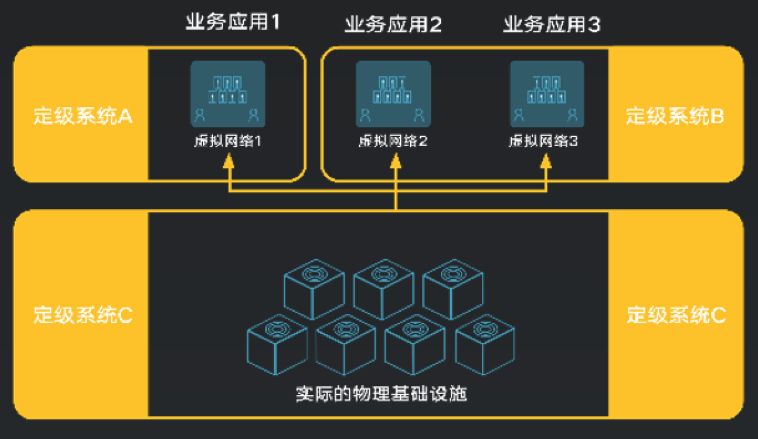 业务应用1
业务应用2
业务应用3
定级系统A
虚拟网络1
虚拟网络2
虚拟网络3
定级系统B
定级系统C
定级系统C
实际的物理基础设施